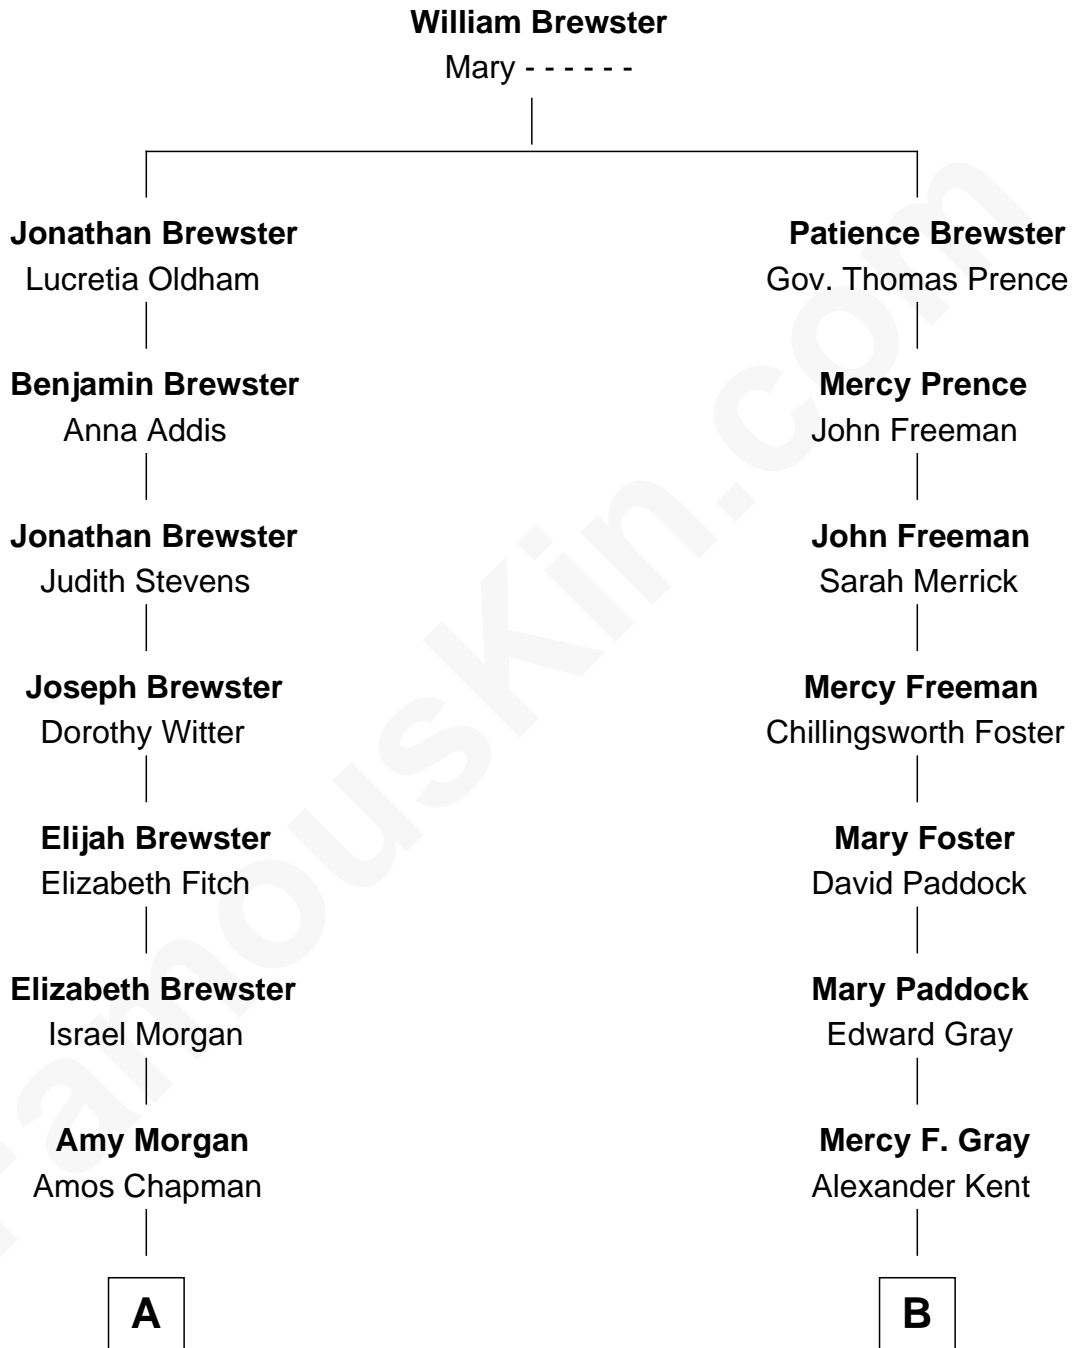 William Brewster
Mary - - - - - -
Jonathan Brewster
Lucretia Oldham
Patience Brewster
Gov. Thomas Prence
Benjamin Brewster
Anna Addis
Mercy Prence
John Freeman
Jonathan Brewster
Judith Stevens
John Freeman
Sarah Merrick
Joseph Brewster
Dorothy Witter
Mercy Freeman
Chillingsworth Foster
Elijah Brewster
Elizabeth Fitch
Mary Foster
David Paddock
Elizabeth Brewster
Israel Morgan
Mary Paddock
Edward Gray
Amy Morgan
Amos Chapman
Mercy F. Gray
Alexander Kent
A
B
FamousKin.com